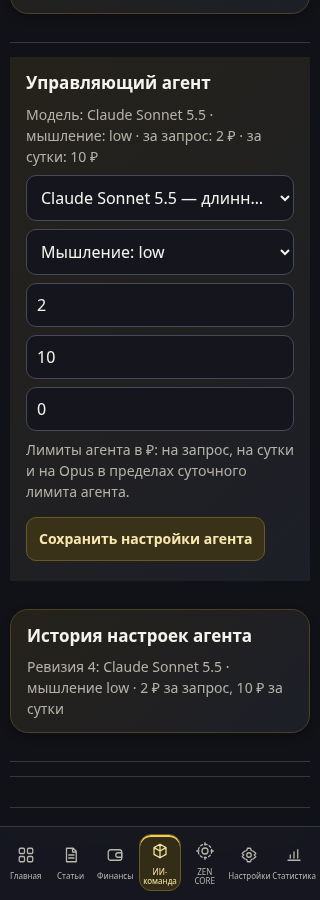 Управляющий агент
Модель: Claude Sonnet 5.5 ·
мышление: low · за запрос: 2 ₽ · за
сутки: 10 ₽
Claude Sonnet 5.5 — длинн...
Мышление: low
2
10
0
Лимиты агента в ₽: на запрос, на сутки
и на Opus в пределах суточного
лимита агента.
Сохранить настройки агента
История настроек агента
Ревизия 4: Claude Sonnet 5.5 ·
мышление low · 2 ₽ за запрос, 10 ₽ за
сутки
Главная
Статьи
Финансы
ИИ-
команда
ZEN
CORE
Настройки
Статистика